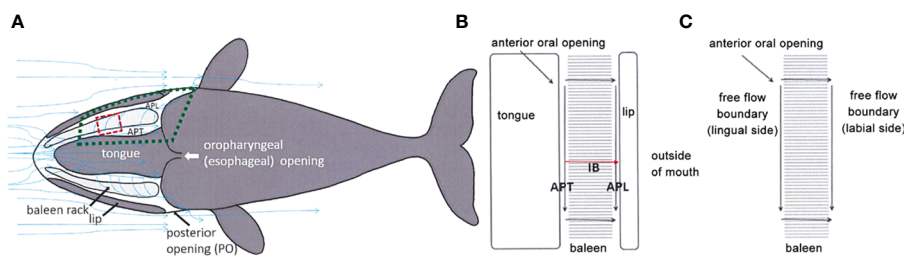 A
APL
APT
tongue
oropharyngeal
(esophageal) opening
baleen rack
lip
posterior
opening (PO)
B
anterior oral opening
tongue
lip
IB
APT
APL
outside
of mouth
baleen
C
anterior oral opening
free flow
boundary
(lingual side)
free flow
boundary
(labial side)
baleen